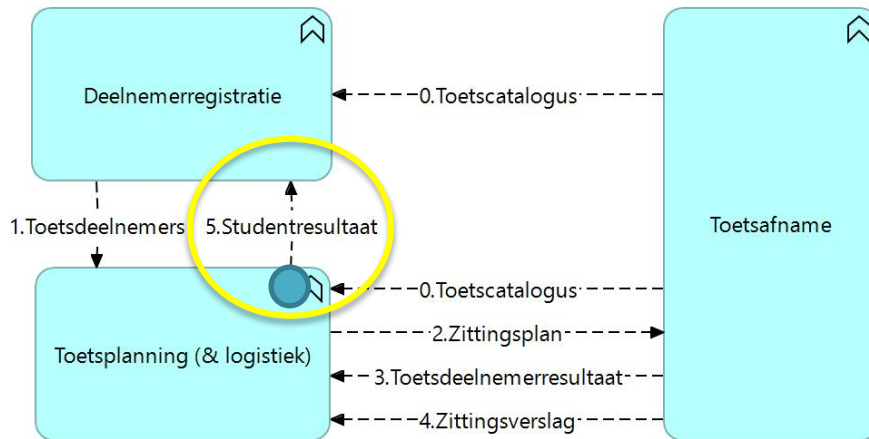 Deelnemerregistratie
0.Toetscatalogus
1.Toetsdeelnemers
5.Studentresultaat
Toetsafname
0.Toetscatalogus
2.Zittingsplan
Toetsplanning (& logistiek)
3.Toetsdeelnemerresultaat
4.Zittingsverslag